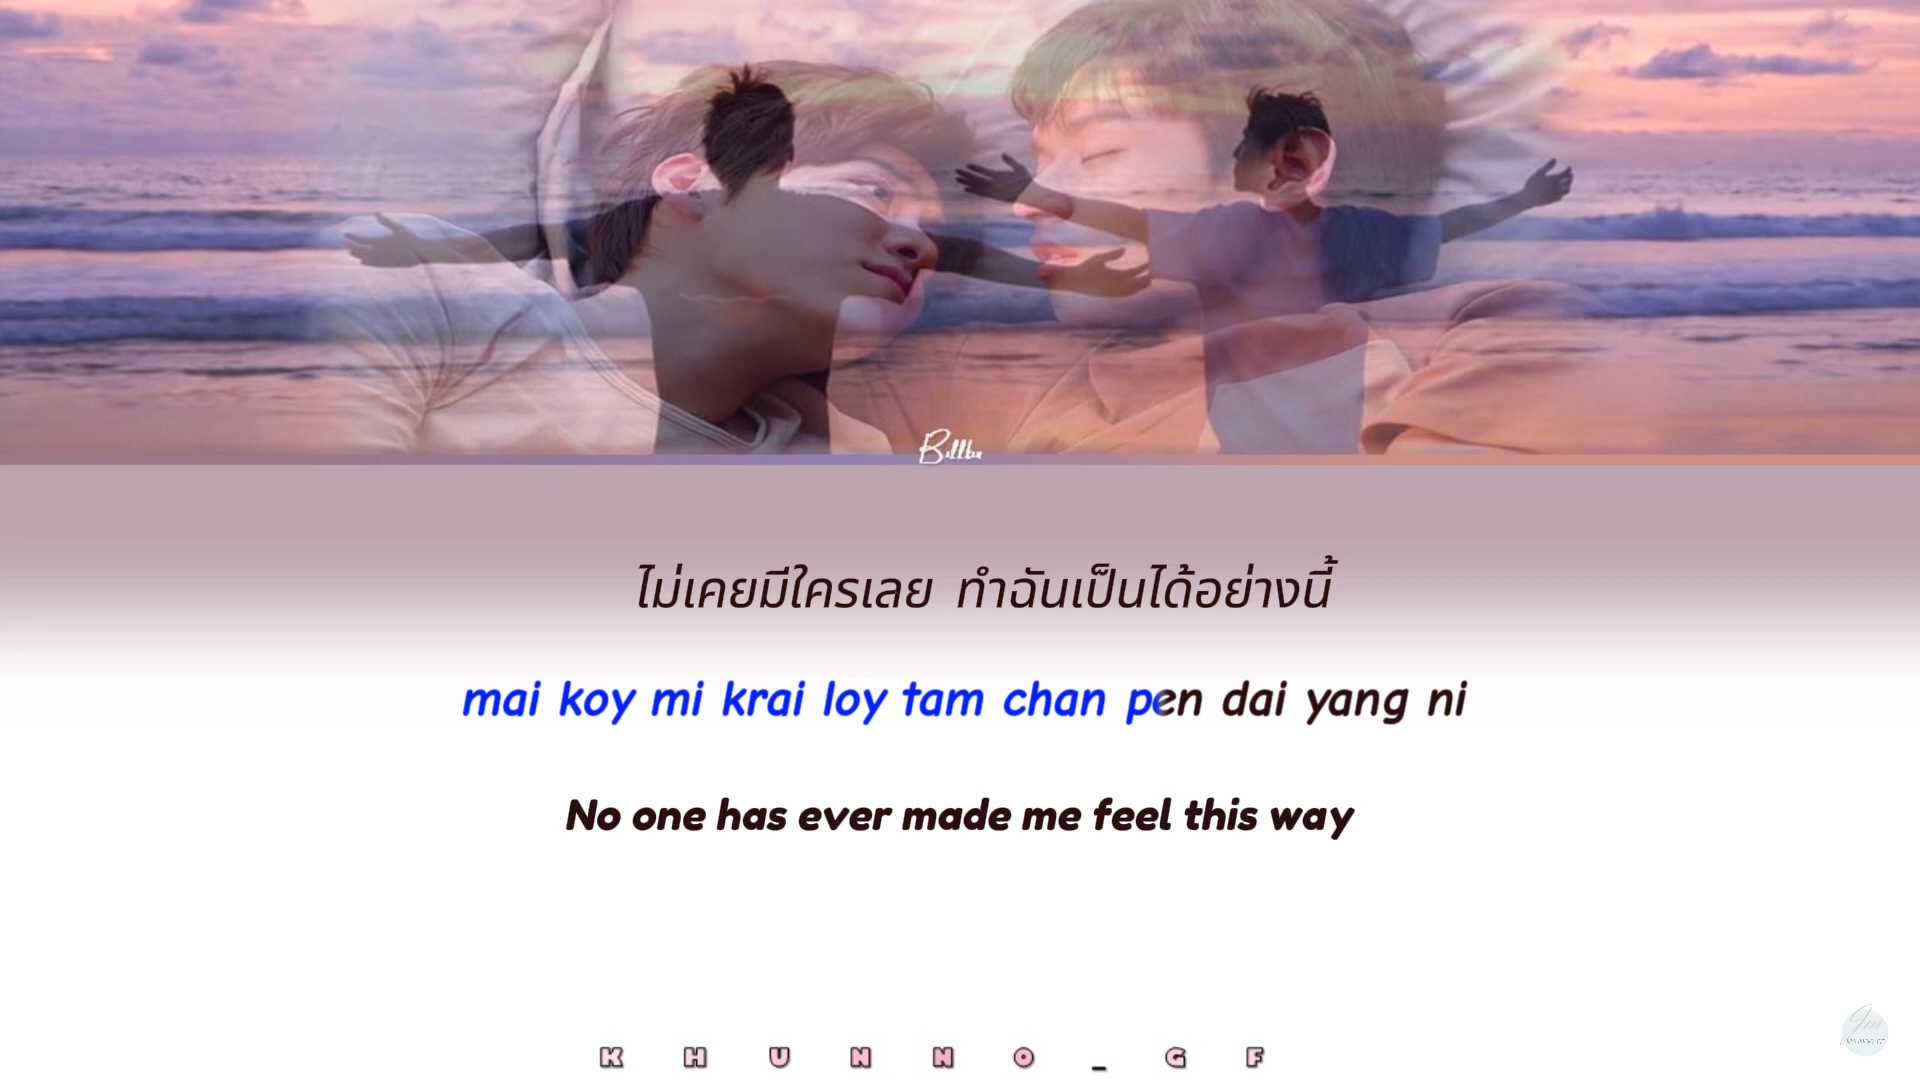 Billkin
ไม่เคยมีใครเลย ทำฉันเป็นได้อย่างนี้
mai koy mi krai loy tam chan pen dai yang ni
No one has ever made me feel this way
KHUNNO_GF